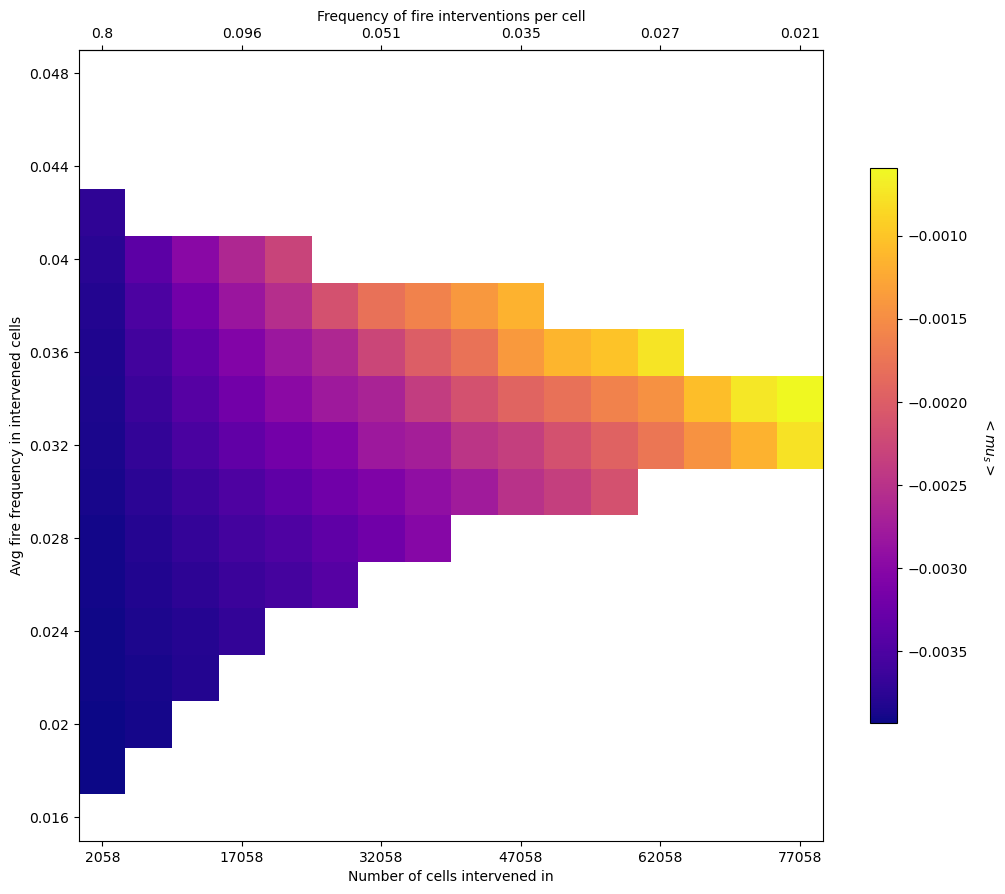 Frequency of fire interventions per cell
0.8 0.096 0.051 0.035 0.027 0.021
0.048
0.044
0.04
0.036
0.032
0.028
0.024
0.02
0.016
Avg fire frequency in intervened cells
2058 17058 32058 47058 62058 77058
Number of cells intervened in
−0.0010
−0.0015
−0.0020
−0.0025
−0.0030
−0.0035
< mu_s >